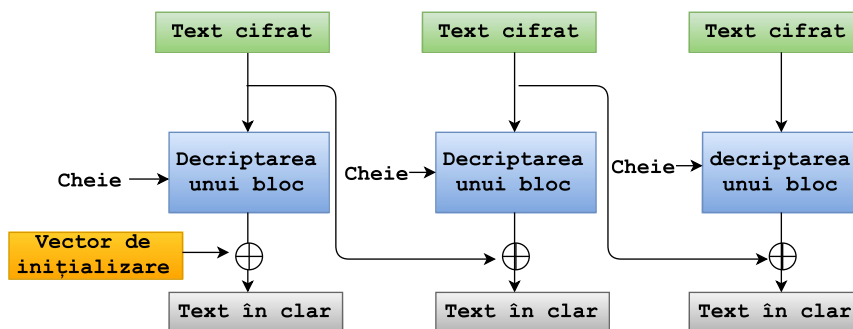 Text cifrat
Text cifrat
Text cifrat
Decriptarea
unui bloc
Decriptarea
unui bloc
decriptarea
unui bloc
Cheie
Cheie
Cheie
Vector de
inițializare
Text în clar
Text în clar
Text în clar